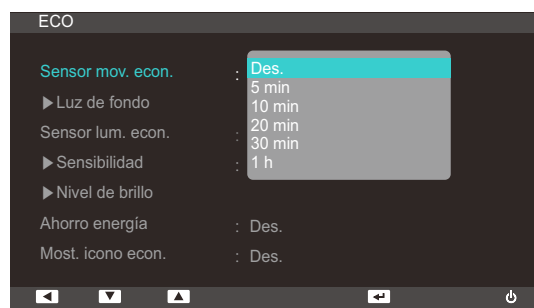 ECO
Sensor mov. econ. : Des.
5 min
▶Luz de fondo
10 min
20 min
Sensor lum. econ. :
30 min
▶Sensibilidad : 1 h
▶Nivel de brillo
Ahorro energía : Des.
Most. icono econ. : Des.